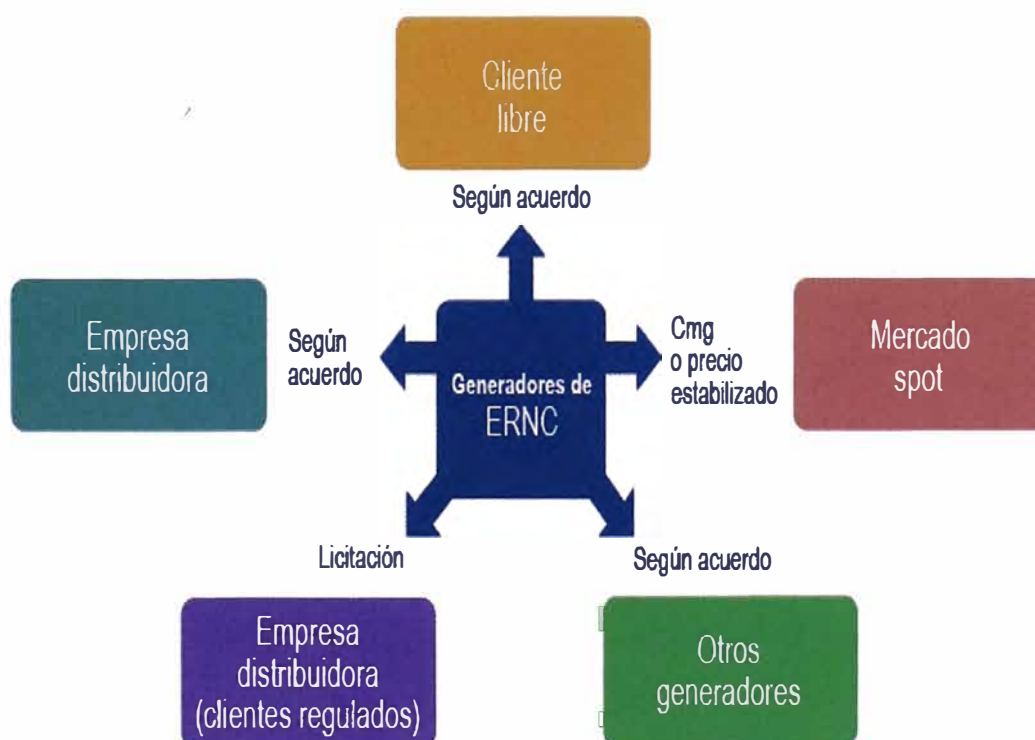 Cliente
libre
Según acuerdo
Empresa
distribuidora
Según
acuerdo
Generadores de
ERNC
Cmg
o precio
estabilizado
Mercado
spot
Licitación
Según acuerdo
Empresa
distribuidora
(clientes regulados)
Otros
generadores